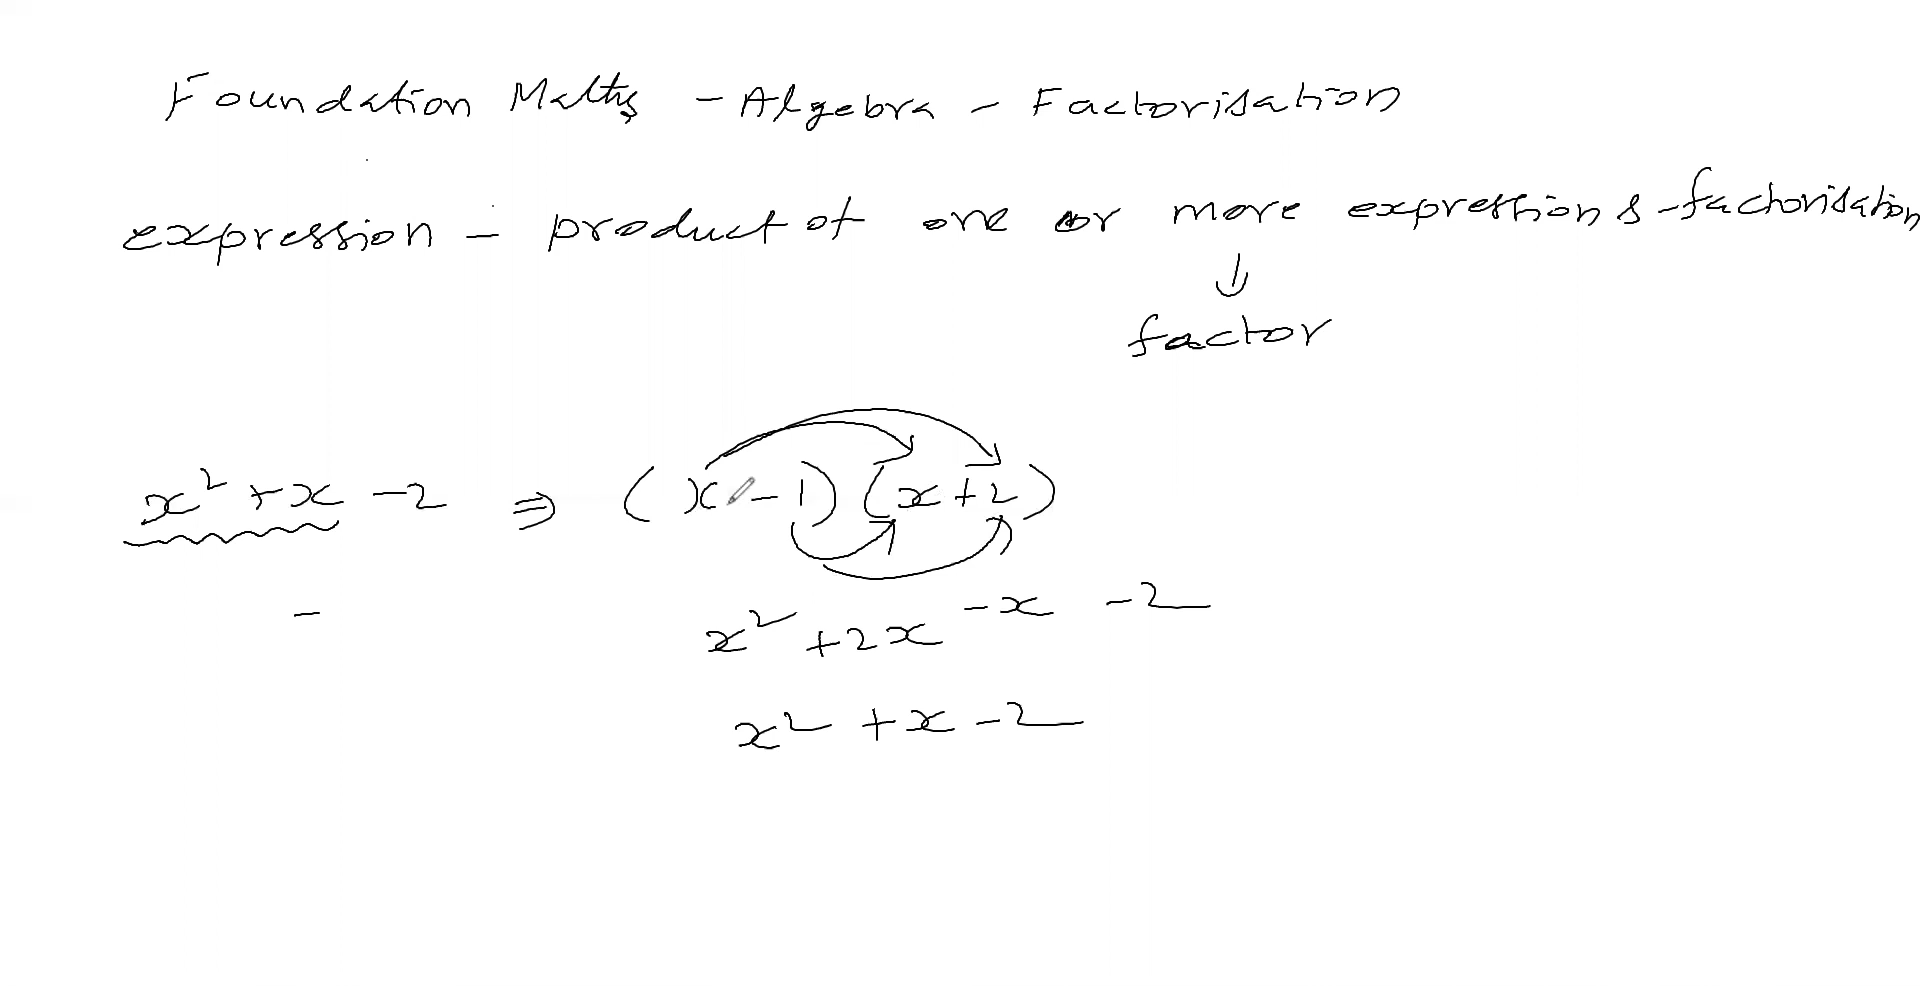 Foundation Maths - Algebra - Factorisation
expression - product of one or more expressions - factorisation
↓
factor
x² + x - 2 ⇒ (x - 1)(x + 2)
-
x² + 2x - x - 2
x² + x - 2